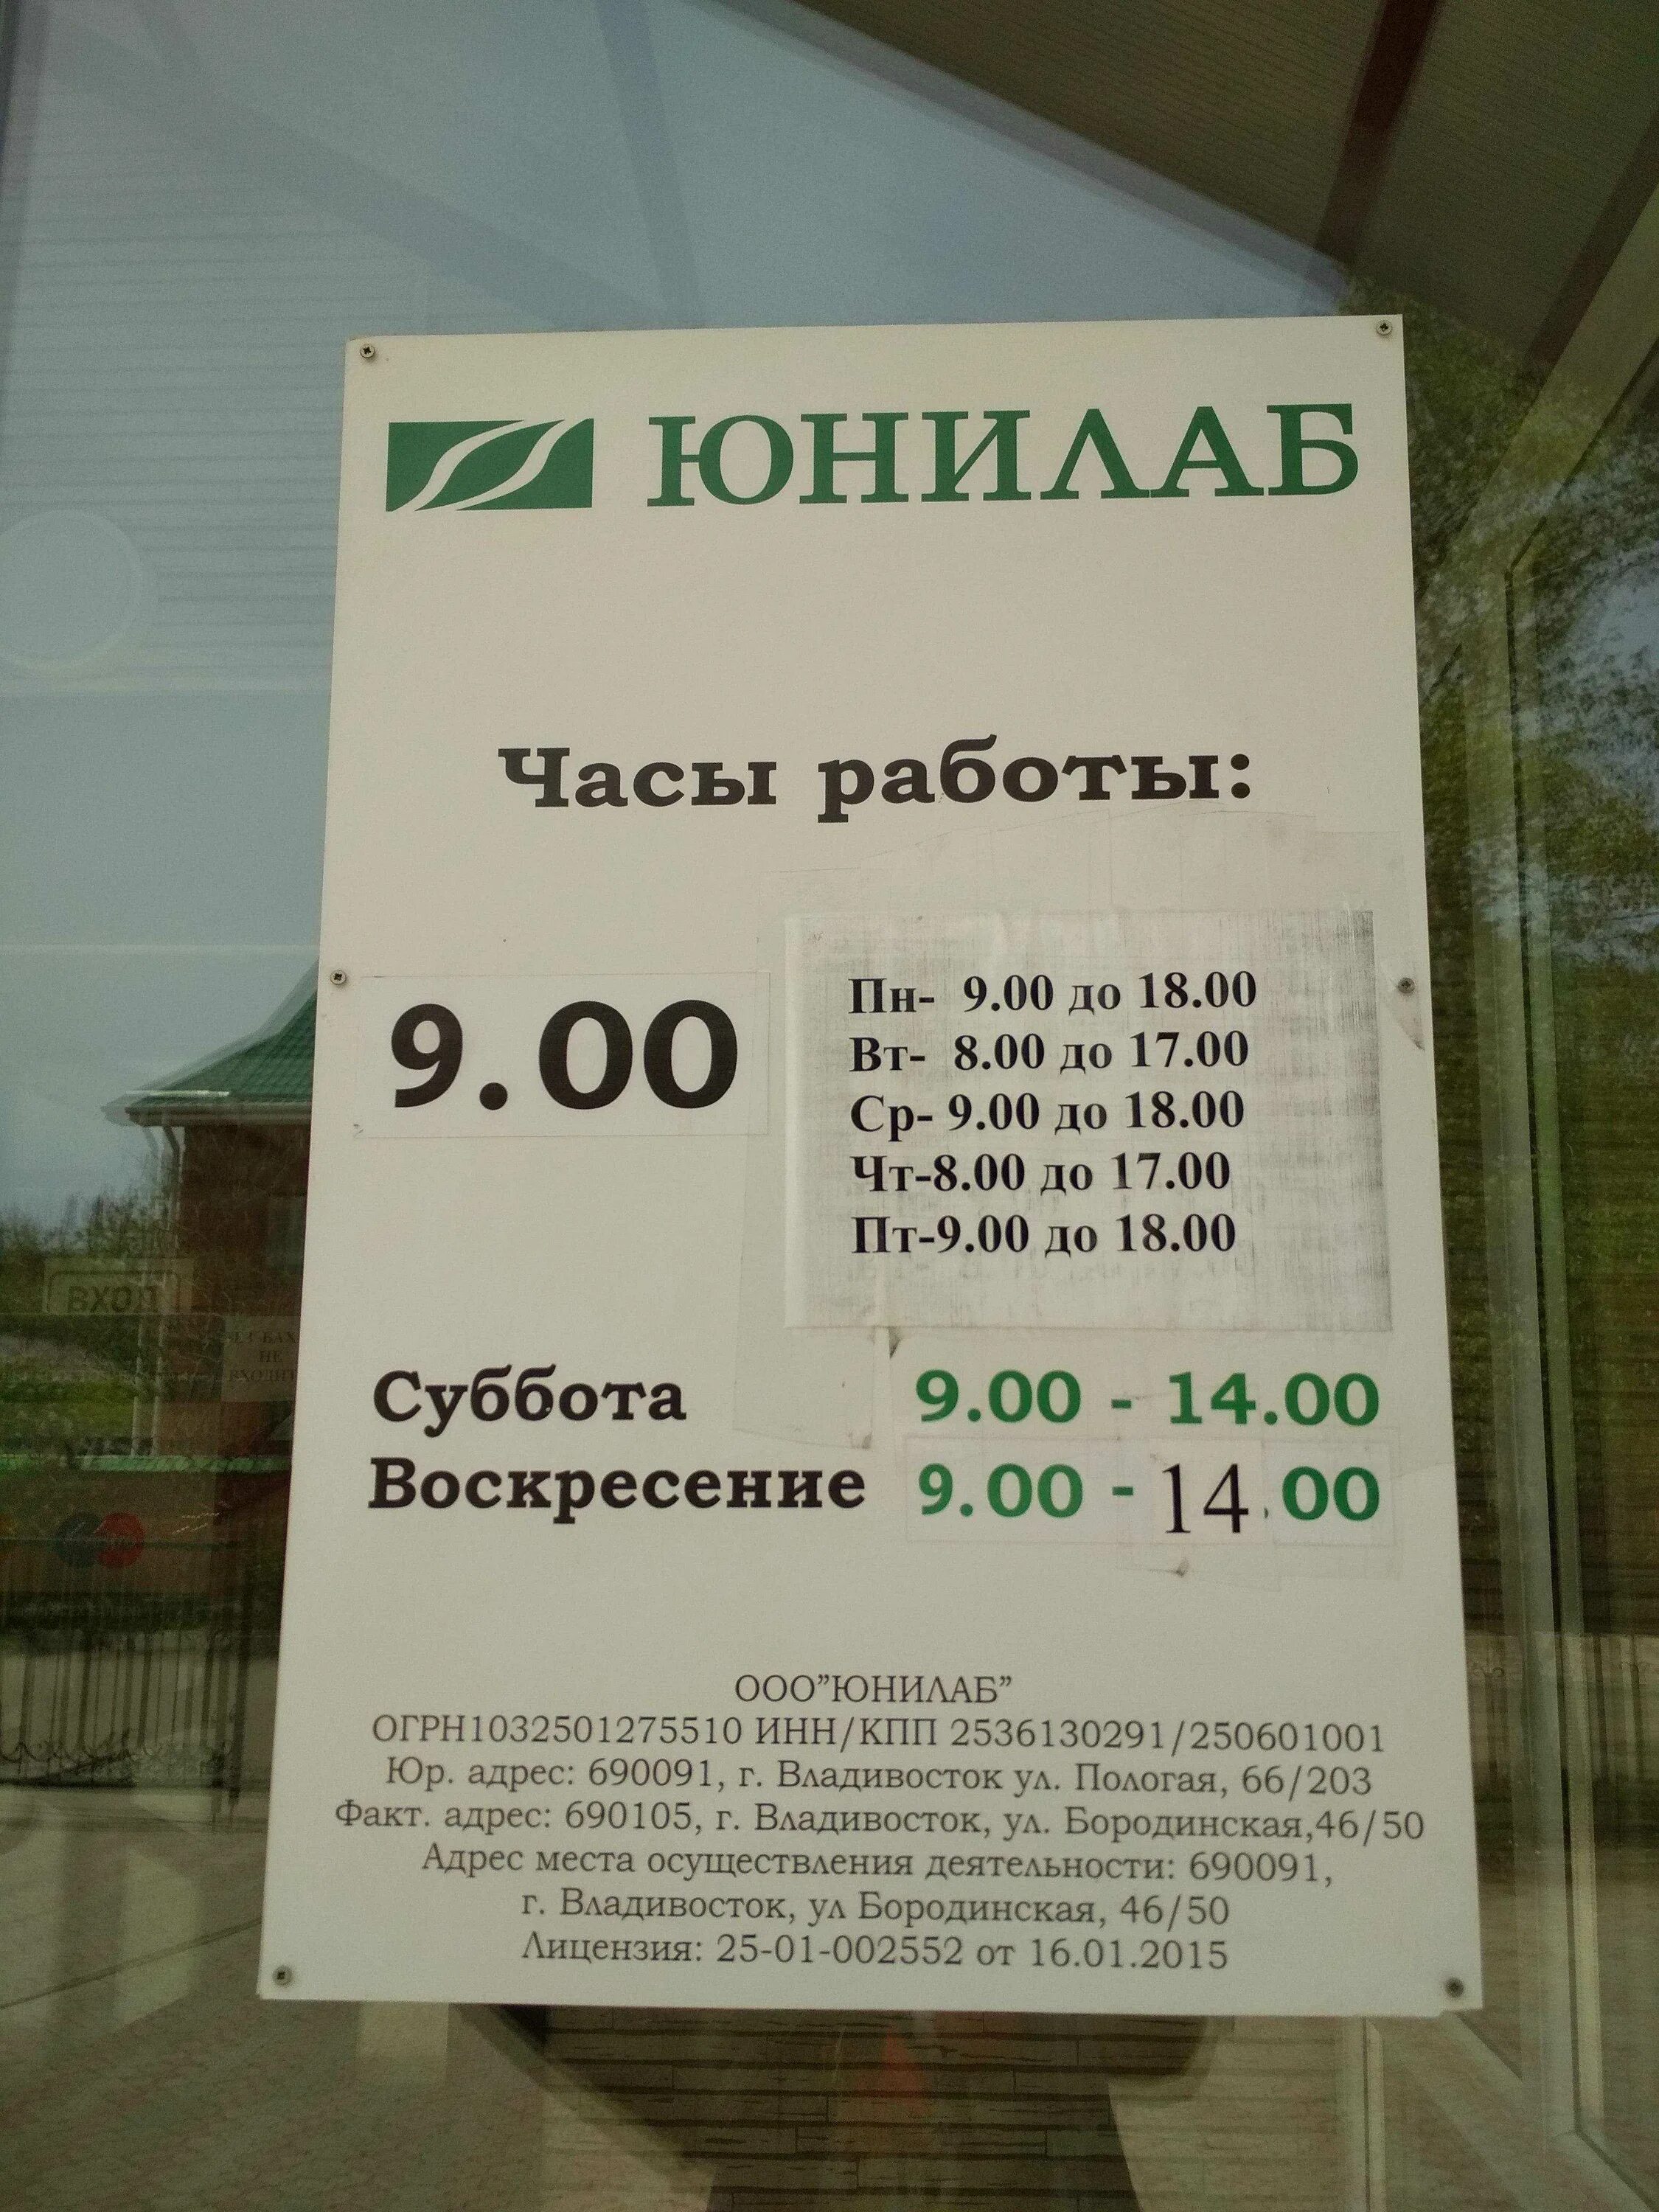 ЮНИЛАБ
Часы работы:
9.00
Пн- 9.00 до 18.00
Вт- 8.00 до 17.00
Ср- 9.00 до 18.00
Чт-8.00 до 17.00
Пт-9.00 до 18.00
Суббота 9.00 - 14.00
Воскресение 9.00 - 14.00
ООО"ЮНИЛАБ"
ОГРН1032501275510 ИНН/КПП 2536130291/250601001
Юр. адрес: 690091, г. Владивосток ул. Пологая, 66/203
Факт. адрес: 690105, г. Владивосток, ул. Бородинская,46/50
Адрес места осуществления деятельности: 690091,
г. Владивосток, ул Бородинская, 46/50
Лицензия: 25-01-002552 от 16.01.2015